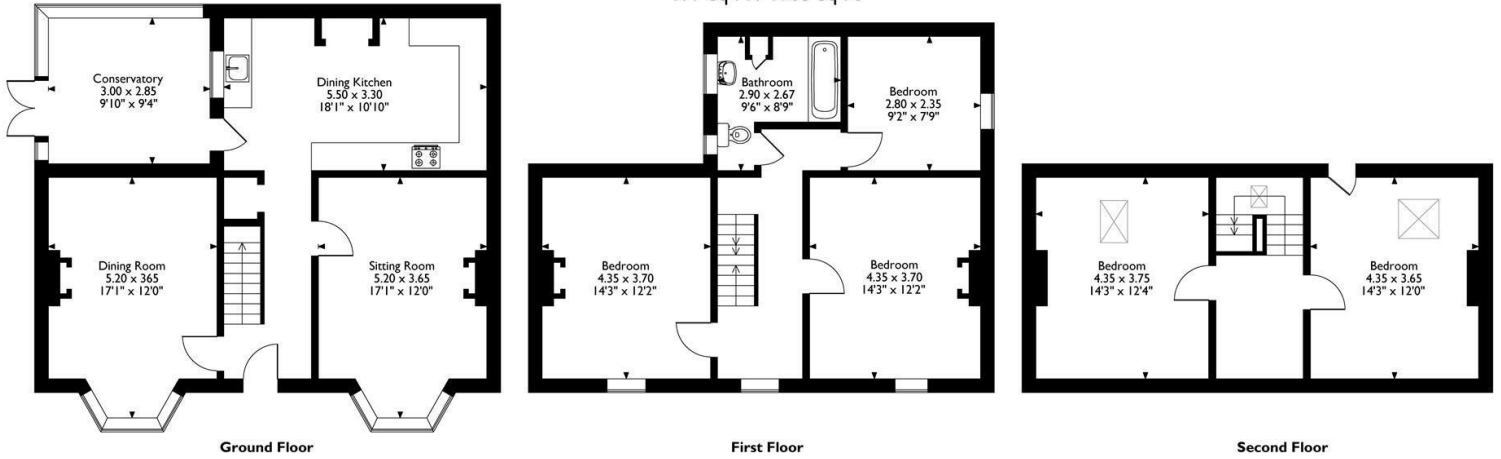 Conservatory
3.00 x 2.85
9'10" x 9'4"
Dining Kitchen
5.50 x 3.30
18'1" x 10'10"
Dining Room
5.20 x 365
17'1" x 12'0"
Sitting Room
5.20 x 3.65
17'1" x 12'0"
Ground Floor
Bathroom
2.90 x 2.67
9'6" x 8'9"
Bedroom
2.80 x 2.35
9'2" x 7'9"
Bedroom
4.35 x 3.70
14'3" x 12'2"
Bedroom
4.35 x 3.70
14'3" x 12'2"
First Floor
Bedroom
4.35 x 3.75
14'3" x 12'4"
Bedroom
4.35 x 3.65
14'3" x 12'0"
Second Floor